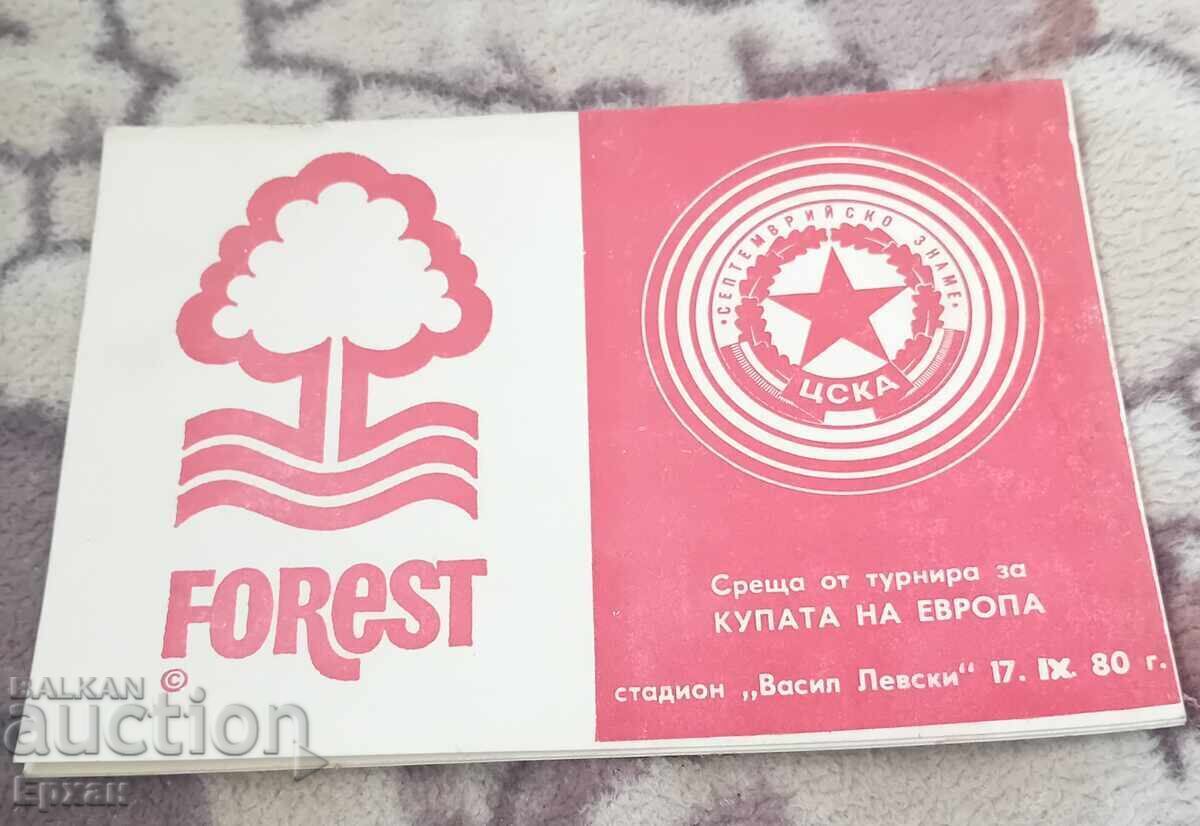 FOREST
©
•СЕПТЕМВРИЙСКО ЗНАМЕ•
ЦСКА
Среща от турнира за
КУПАТА НА ЕВРОПА
стадион „Васил Левски“ 17. IX. 80 г.
BALKAN
auction
Ерхан